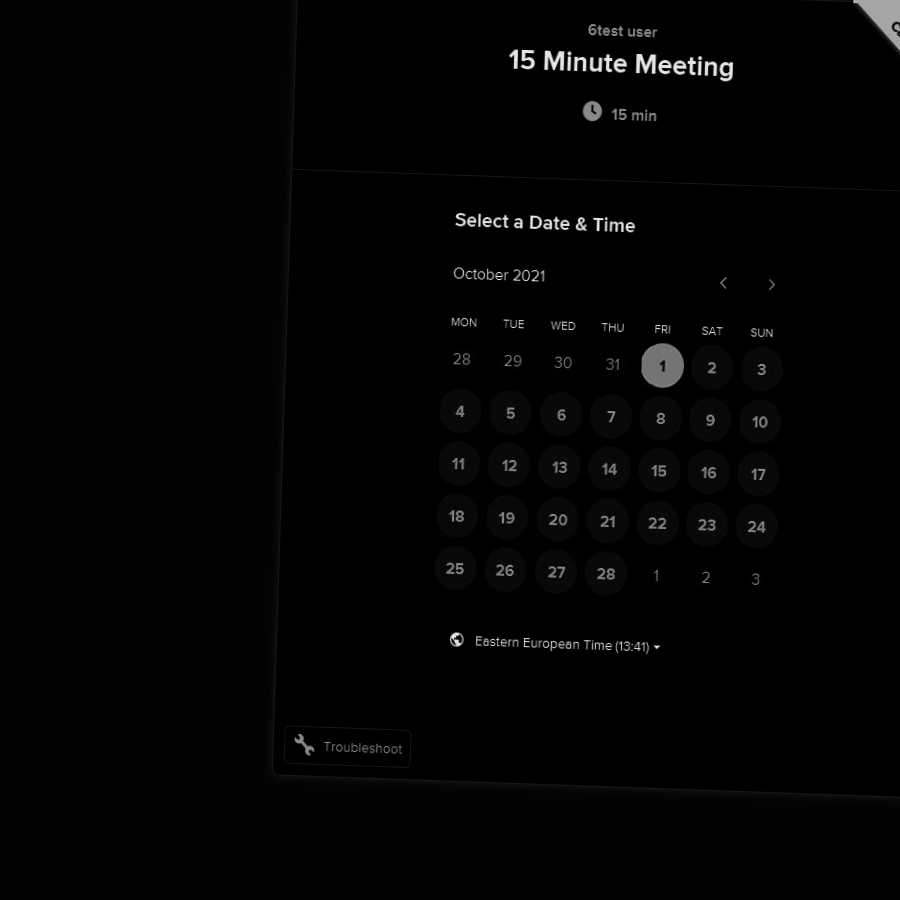 6test user
15 Minute Meeting
15 min
Select a Date & Time
October 2021
MON TUE WED THU FRI SAT SUN
28 29 30 31 1 2 3
4 5 6 7 8 9 10
11 12 13 14 15 16 17
18 19 20 21 22 23 24
25 26 27 28 1 2 3
Eastern European Time (13:41)
Troubleshoot